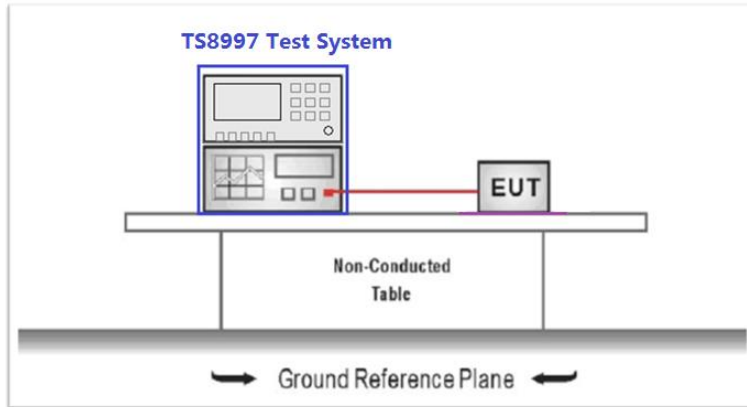 TS8997 Test System
EUT
Non-Conducted
Table
Ground Reference Plane